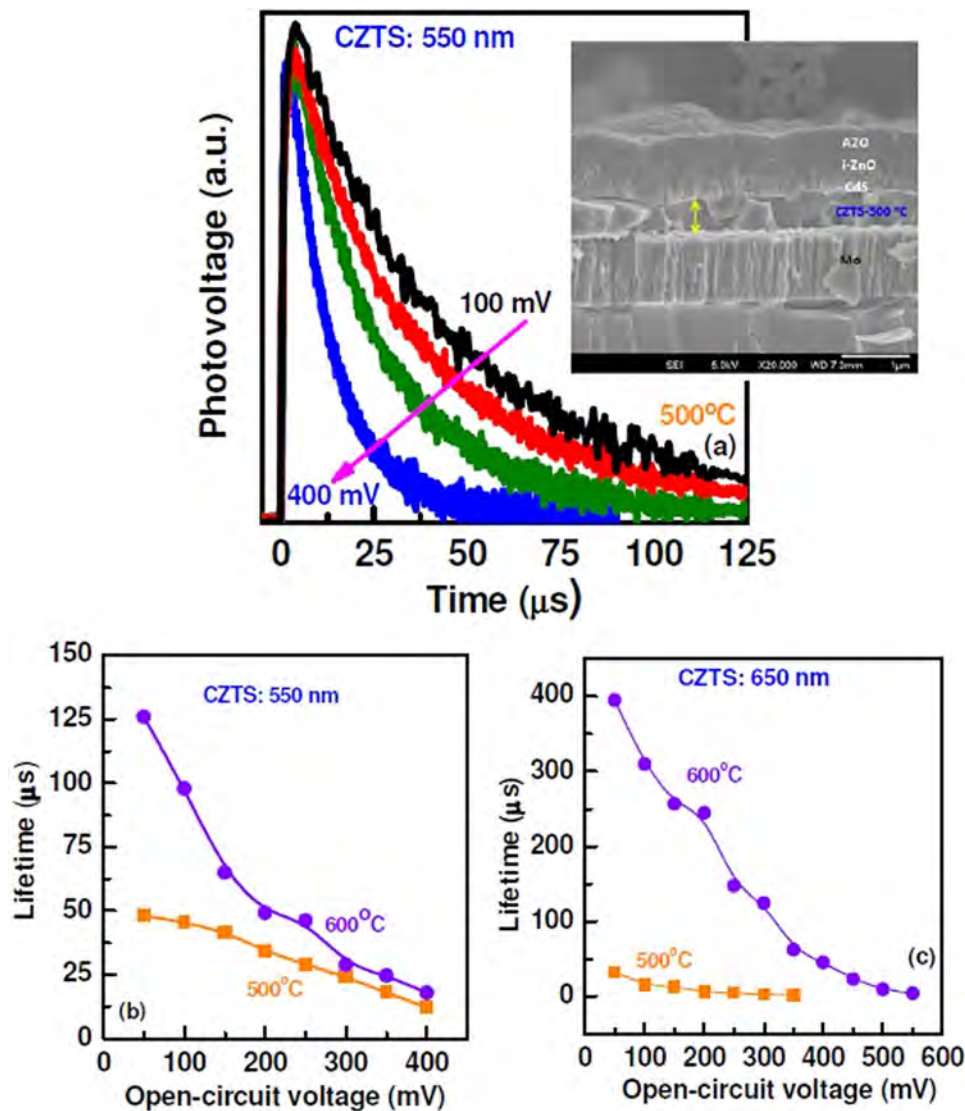 CZTS: 550 nm
Photovoltage (a.u.)
AZO
i-ZnO
CdS
CZTS-500 °C
Mo
SEI 5.0kV X20,000 WD 7.3mm 1μm
100 mV
500°C
(a)
400 mV
0 25 50 75 100 125
Time (μs)
150
125
100
75
50
25
0
Lifetime (μs)
CZTS: 550 nm
600°C
500°C
(b)
0 100 200 300 400
Open-circuit voltage (mV)
400
300
200
100
0
Lifetime (μs)
CZTS: 650 nm
600°C
500°C
(c)
0 100 200 300 400 500 600
Open-circuit voltage (mV)